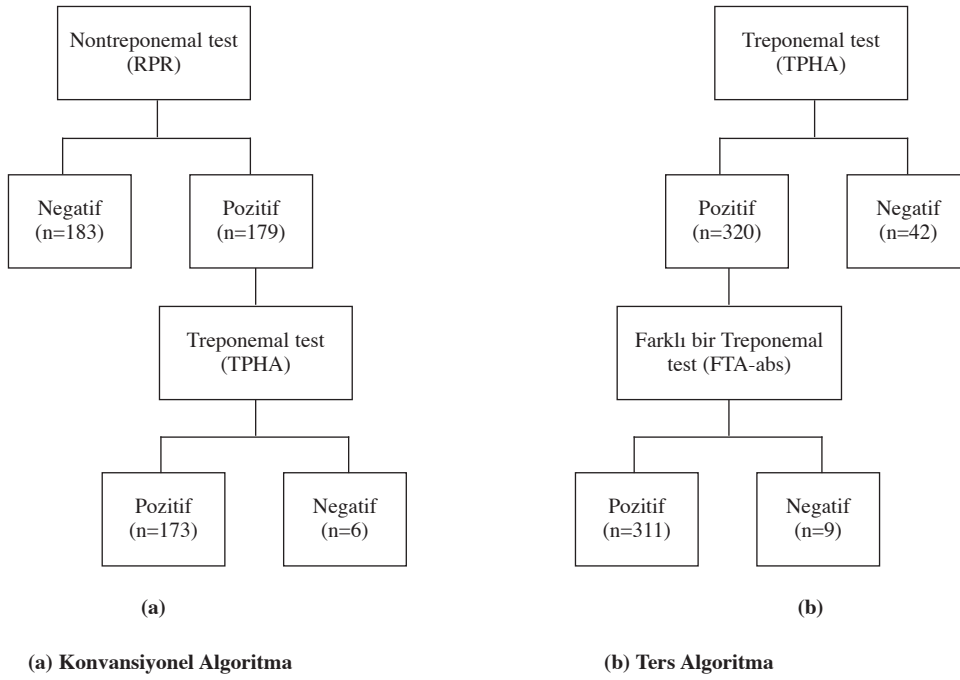 Nontreponemal test
(RPR)
Negatif
(n=183)
Pozitif
(n=179)
Treponemal test
(TPHA)
Pozitif
(n=173)
Negatif
(n=6)
(a)
(a) Konvansiyonel Algoritma
Treponemal test
(TPHA)
Pozitif
(n=320)
Negatif
(n=42)
Farklı bir Treponemal
test (FTA-abs)
Pozitif
(n=311)
Negatif
(n=9)
(b)
(b) Ters Algoritma